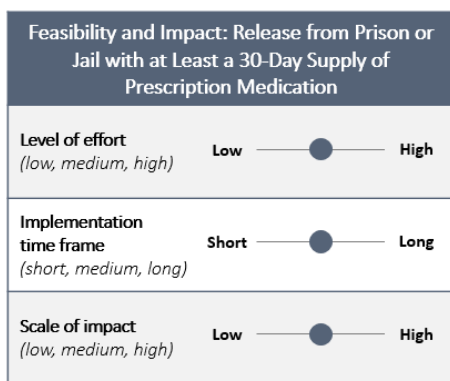 Feasibility and Impact: Release from Prison or
Jail with at Least a 30-Day Supply of
Prescription Medication
Level of effort
(low, medium, high)
Low
High
Implementation
time frame
(short, medium, long)
Short
Long
Scale of impact
(low, medium, high)
Low
High